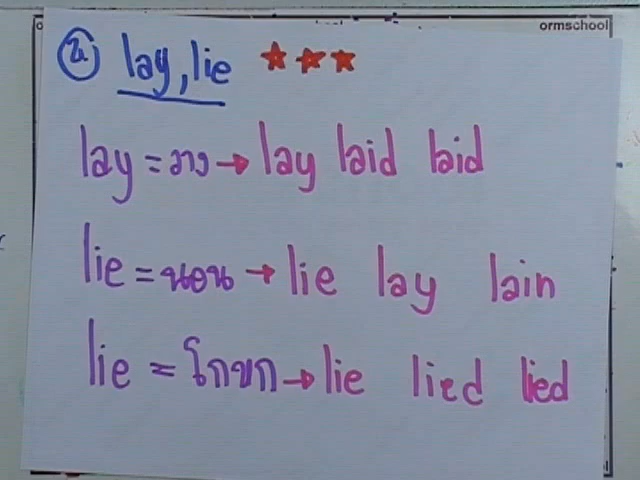 ormschool
2) lay, lie
lay = วาง → lay laid laid
lie = นอน → lie lay lain
lie = โกหก → lie lied lied